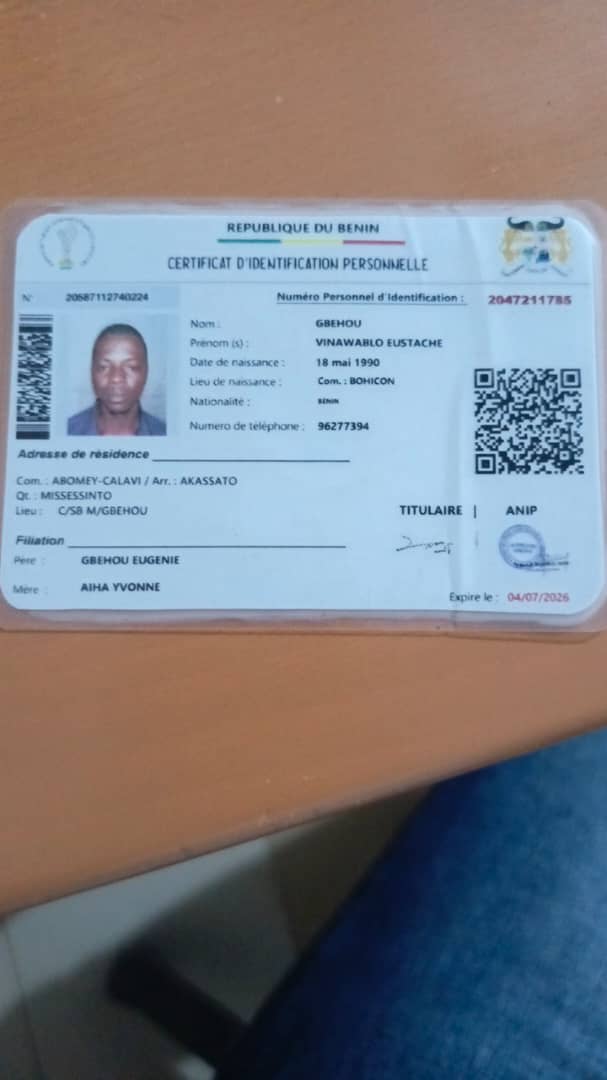 REPUBLIQUE DU BENIN
CERTIFICAT D'IDENTIFICATION PERSONNELLE
N° 20587112740224
Numéro Personnel d'Identification : 2047211785
Nom : GBEHOU
Prénom (s) : VINAWABLO EUSTACHE
Date de naissance : 18 mai 1990
Lieu de naissance : Com. : BOHICON
Nationalité : BENIN
Numero de téléphone : 96277394
Adresse de résidence
Com. : ABOMEY-CALAVI / Arr. : AKASSATO
Qt. : MISSESSINTO
Lieu : C/SB M/GBEHOU
TITULAIRE | ANIP
Filiation
Père : GBEHOU EUGENIE
Mère : AIHA YVONNE
Expire le : 04/07/2026